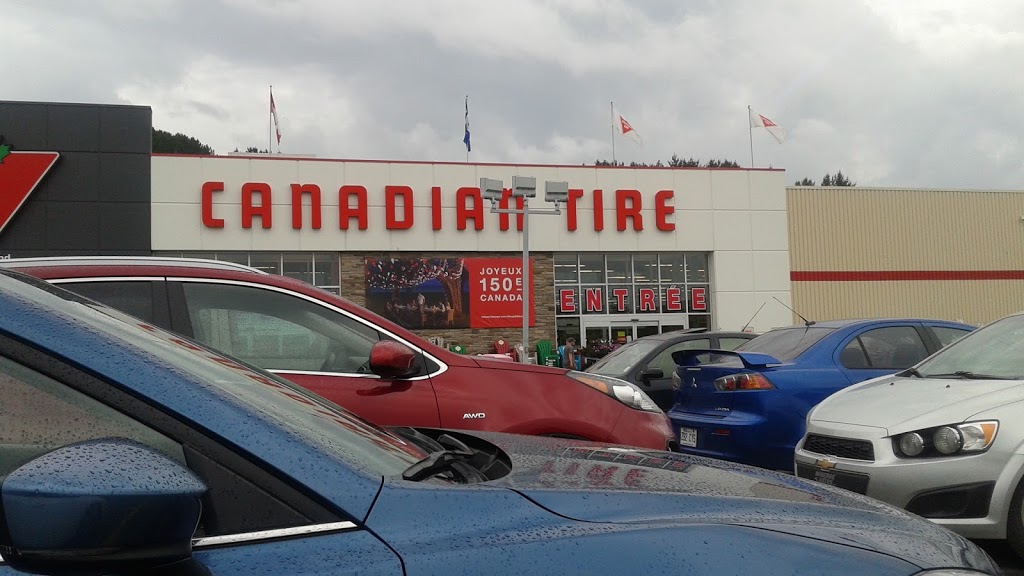 CANADIAN TIRE
JOYEUX
150E
CANADA
ENTRÉE
AWD